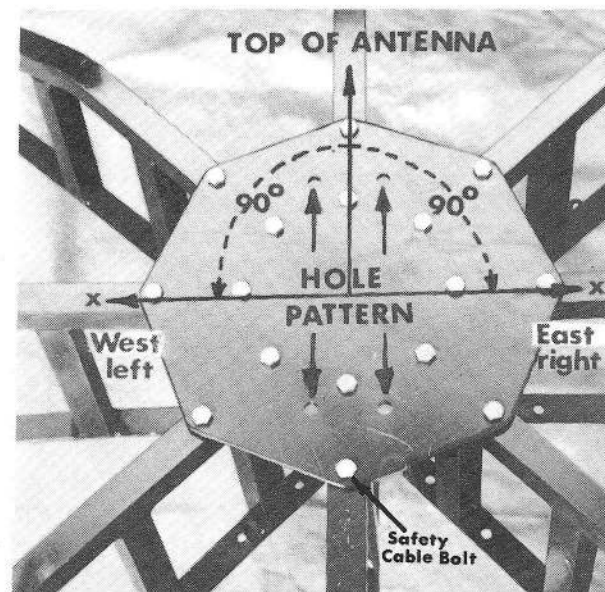 TOP OF ANTENNA
90° 90°
HOLE
PATTERN
x x
West
left
East
right
Safety
Cable Bolt